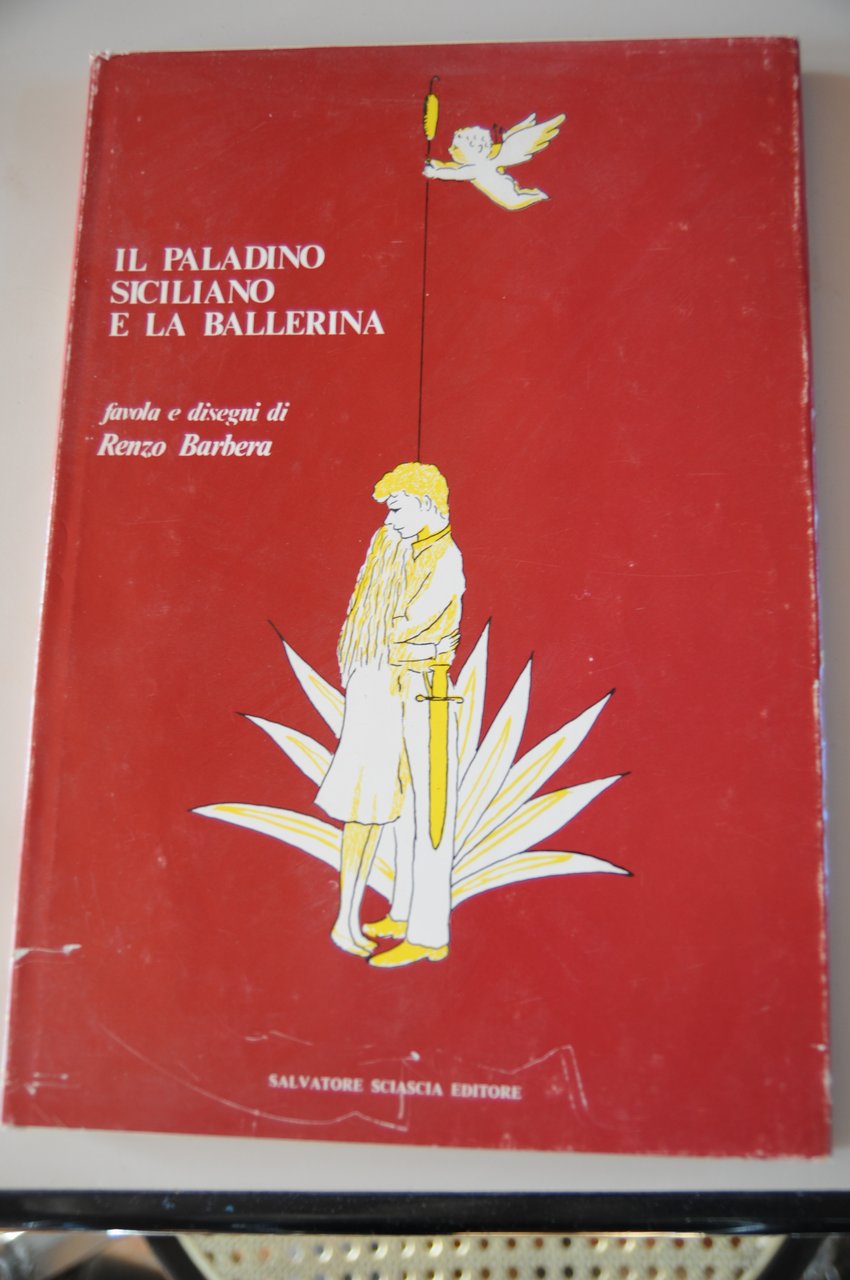 IL PALADINO
SICILIANO
E LA BALLERINA
favola e disegni di
Renzo Barbera
SALVATORE SCIASCIA EDITORE